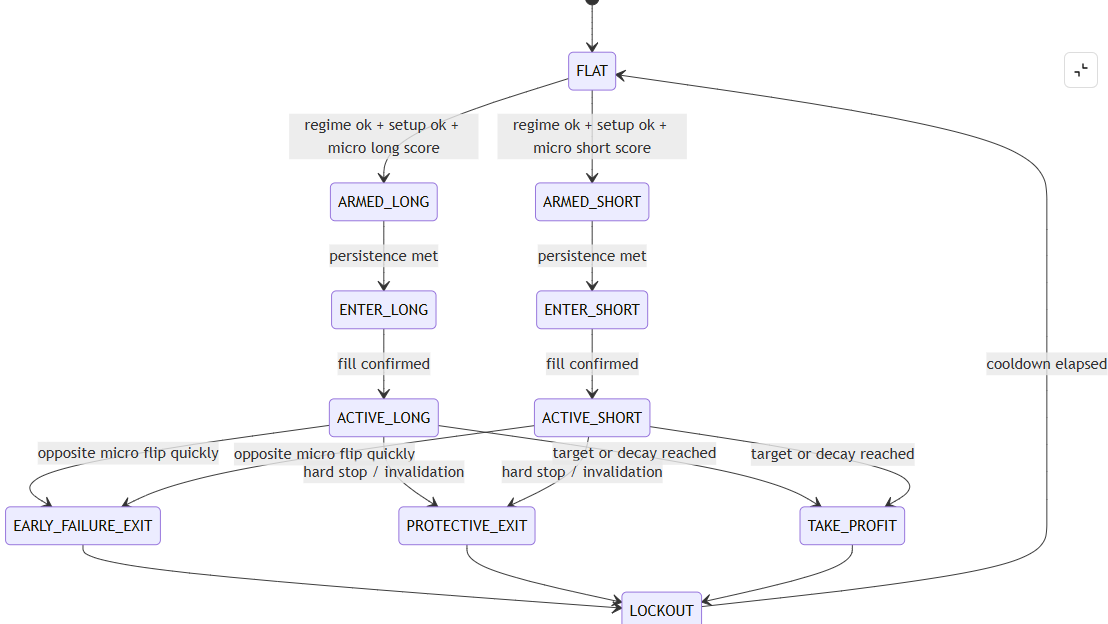 FLAT
regime ok + setup ok +
micro long score
regime ok + setup ok +
micro short score
ARMED_LONG
ARMED_SHORT
persistence met
persistence met
ENTER_LONG
ENTER_SHORT
fill confirmed
fill confirmed
cooldown elapsed
ACTIVE_LONG
ACTIVE_SHORT
opposite micro flip quickly
opposite micro flip quickly
target or decay reached
target or decay reached
hard stop / invalidation
hard stop / invalidation
EARLY_FAILURE_EXIT
PROTECTIVE_EXIT
TAKE_PROFIT
LOCKOUT